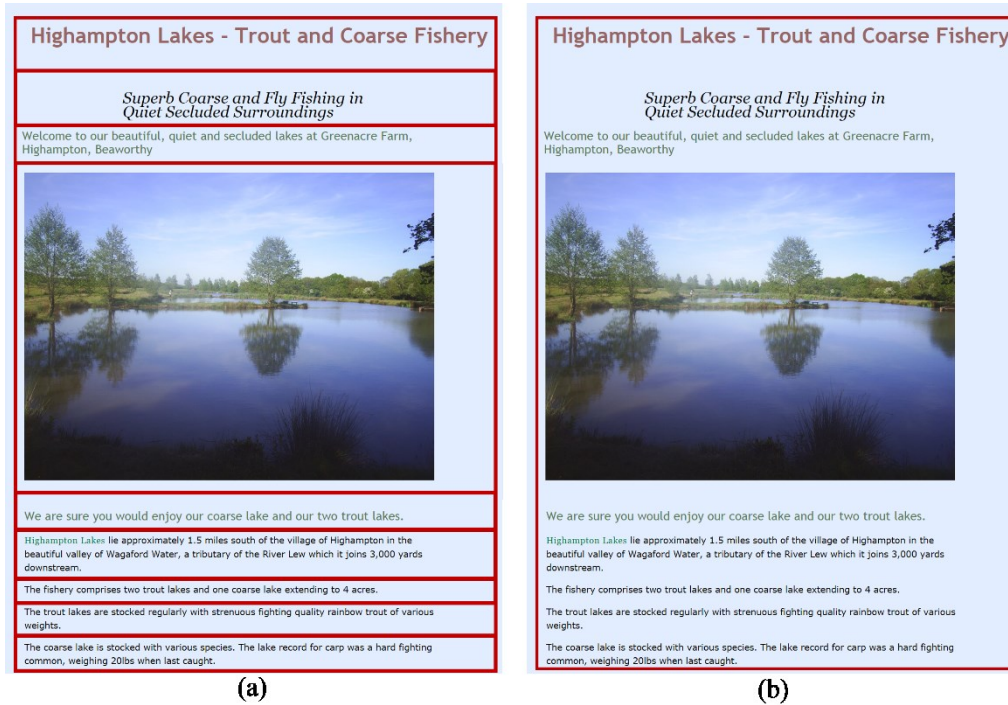 Highampton Lakes - Trout and Coarse Fishery
Superb Coarse and Fly Fishing in
Quiet Secluded Surroundings
Welcome to our beautiful, quiet and secluded lakes at Greenacre Farm,
Highampton, Beaworthy
We are sure you would enjoy our coarse lake and our two trout lakes.
Highampton Lakes lie approximately 1.5 miles south of the village of Highampton in the
beautiful valley of Wagaford Water, a tributary of the River Lew which it joins 3,000 yards
downstream.
The fishery comprises two trout lakes and one coarse lake extending to 4 acres.
The trout lakes are stocked regularly with strenuous fighting quality rainbow trout of various
weights.
The coarse lake is stocked with various species. The lake record for carp was a hard fighting
common, weighing 20lbs when last caught.
(a)
Highampton Lakes - Trout and Coarse Fishery
Superb Coarse and Fly Fishing in
Quiet Secluded Surroundings
Welcome to our beautiful, quiet and secluded lakes at Greenacre Farm,
Highampton, Beaworthy
We are sure you would enjoy our coarse lake and our two trout lakes.
Highampton Lakes lie approximately 1.5 miles south of the village of Highampton in the
beautiful valley of Wagaford Water, a tributary of the River Lew which it joins 3,000 yards
downstream.
The fishery comprises two trout lakes and one coarse lake extending to 4 acres.
The trout lakes are stocked regularly with strenuous fighting quality rainbow trout of various
weights.
The coarse lake is stocked with various species. The lake record for carp was a hard fighting
common, weighing 20lbs when last caught.
(b)